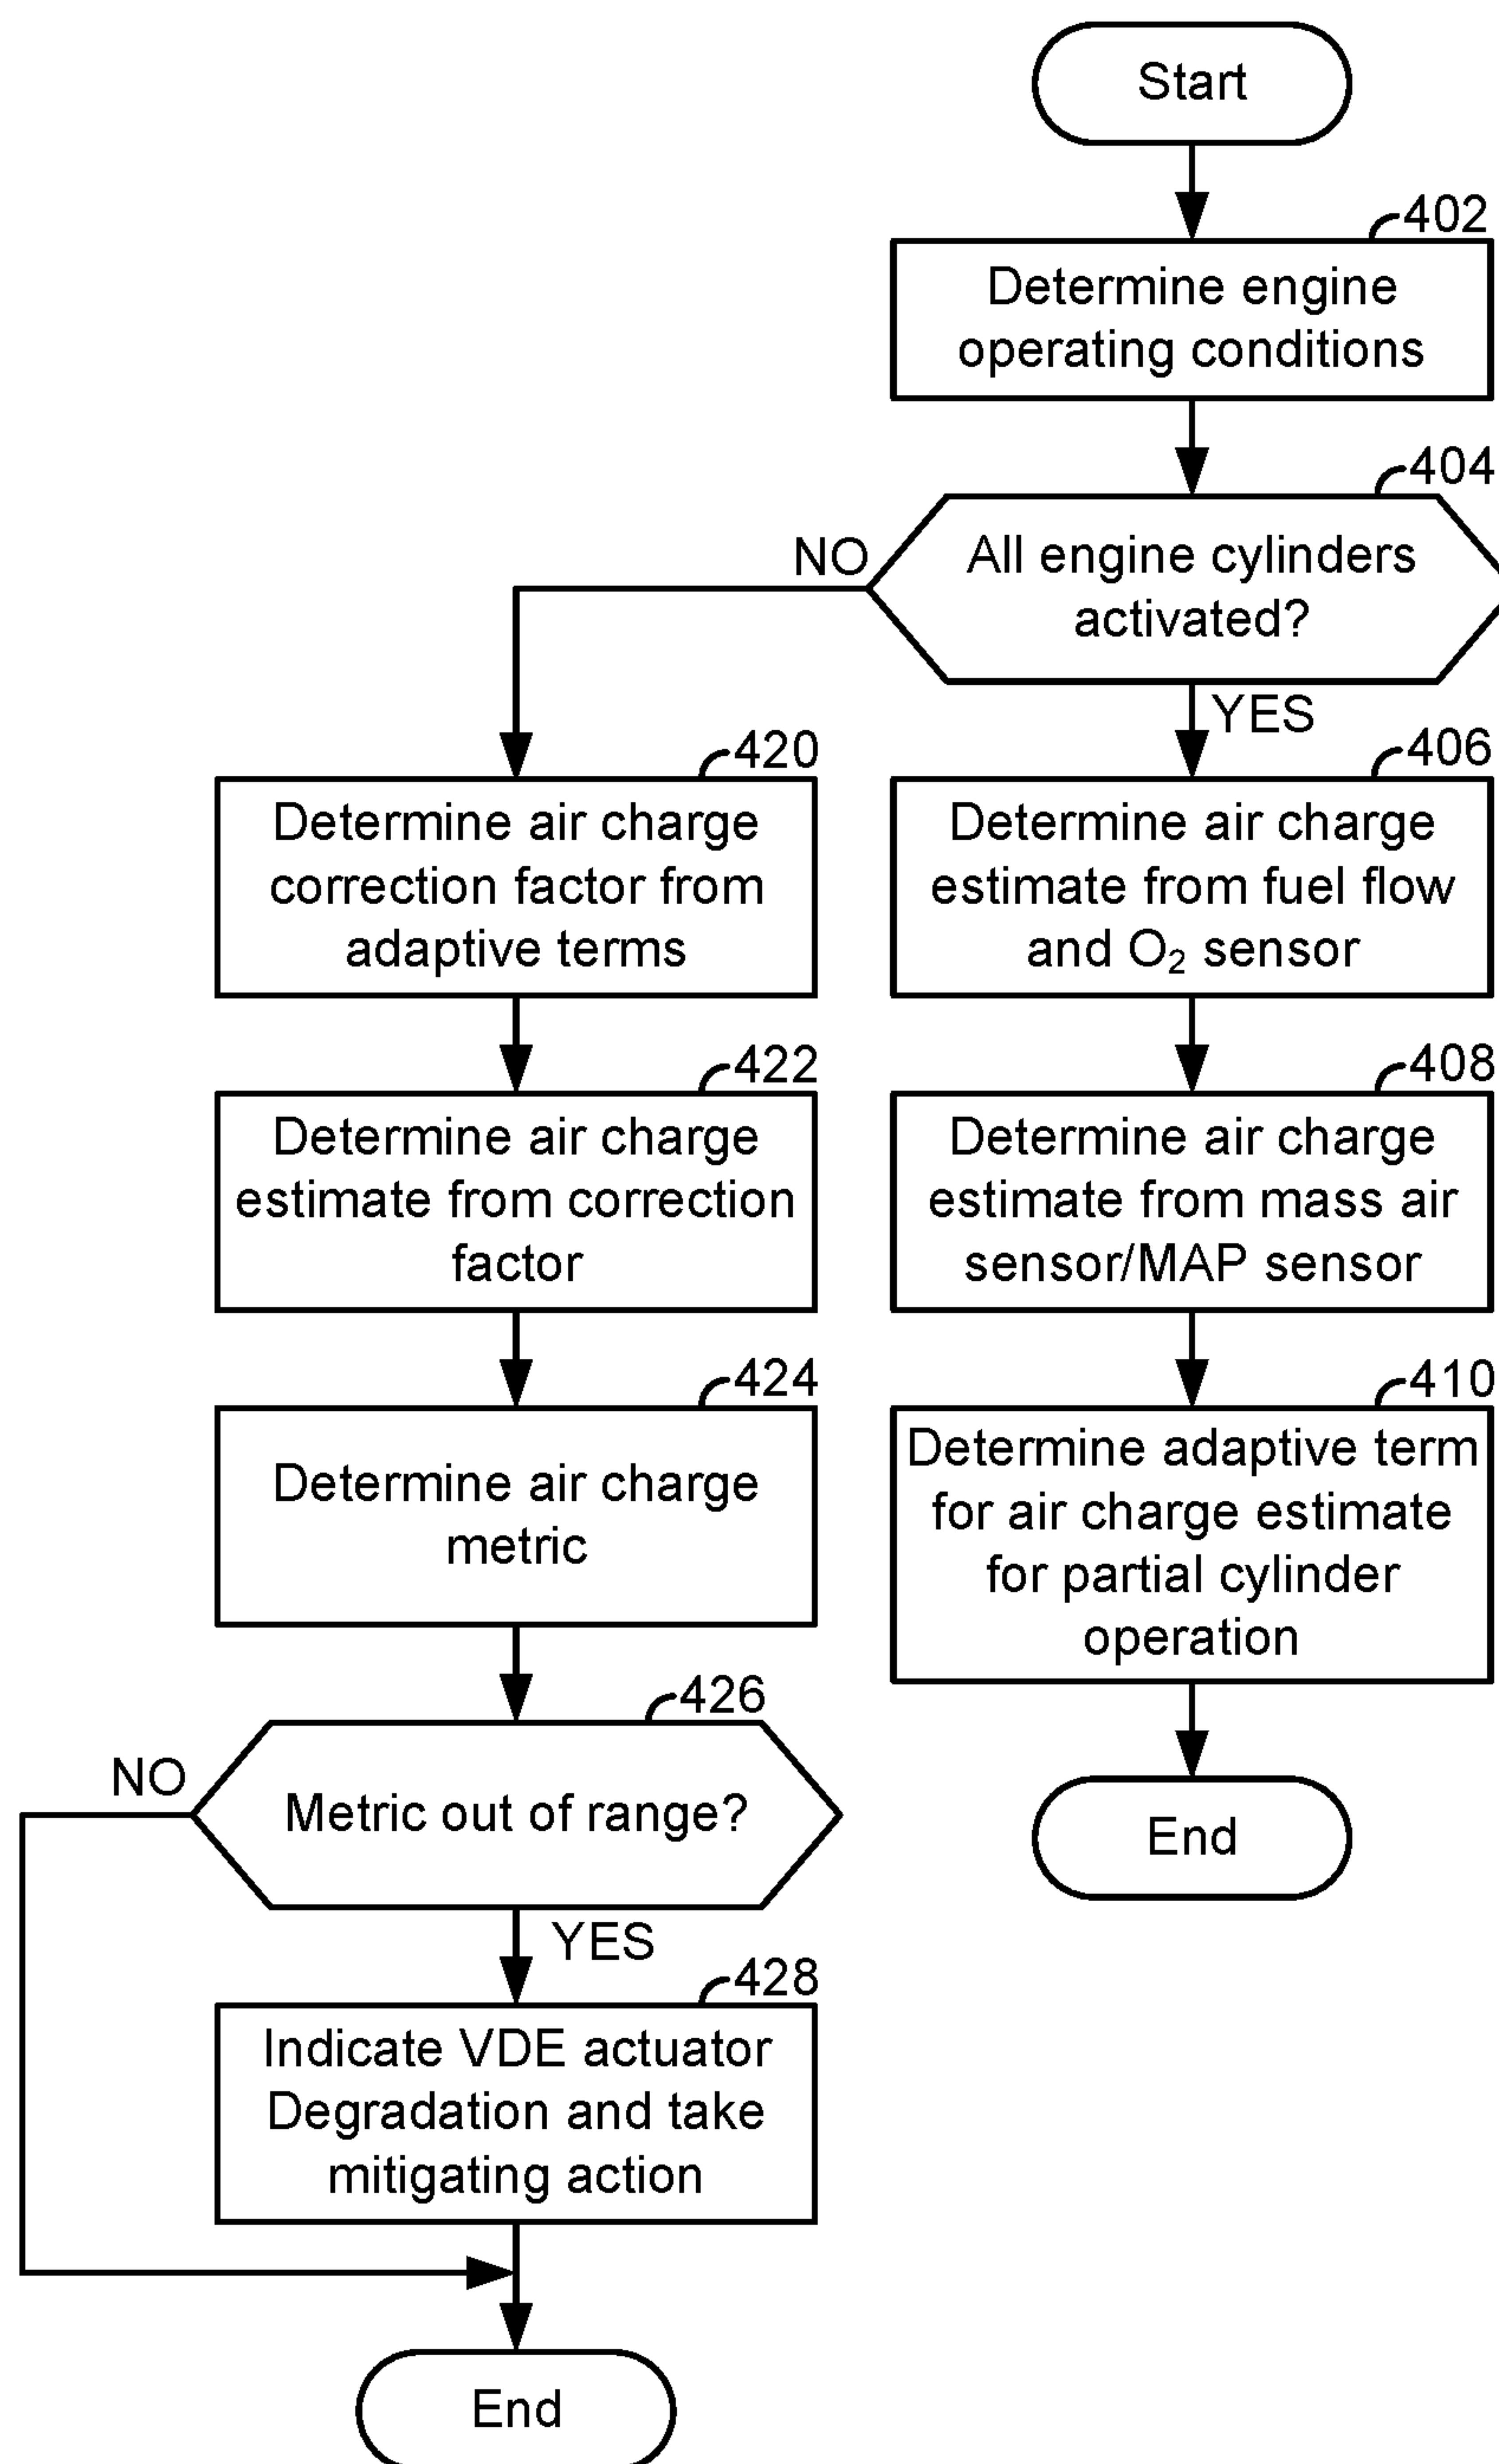 Start
402
Determine engine
operating conditions
404
All engine cylinders
activated?
NO
YES
420
Determine air charge
correction factor from
adaptive terms
406
Determine air charge
estimate from fuel flow
and O₂ sensor
422
Determine air charge
estimate from correction
factor
408
Determine air charge
estimate from mass air
sensor/MAP sensor
424
Determine air charge
metric
410
Determine adaptive term
for air charge estimate
for partial cylinder
operation
426
Metric out of range?
NO
YES
End
428
Indicate VDE actuator
Degradation and take
mitigating action
End